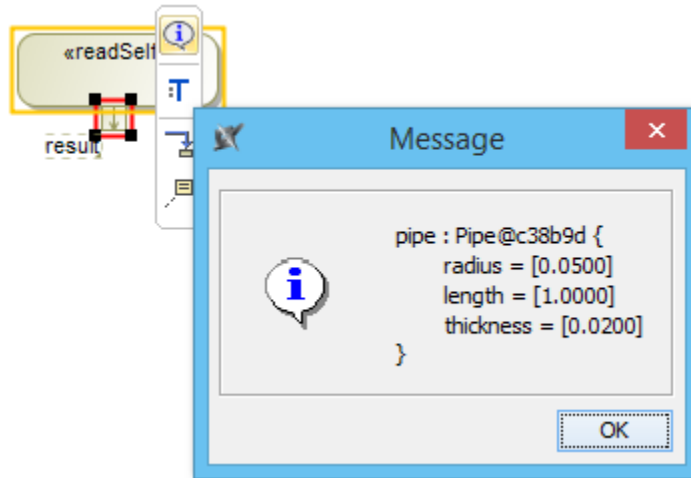 «readSelf
:T
result
Message
pipe : Pipe@c38b9d {
radius = [0.0500]
length = [1.0000]
thickness = [0.0200]
}
OK